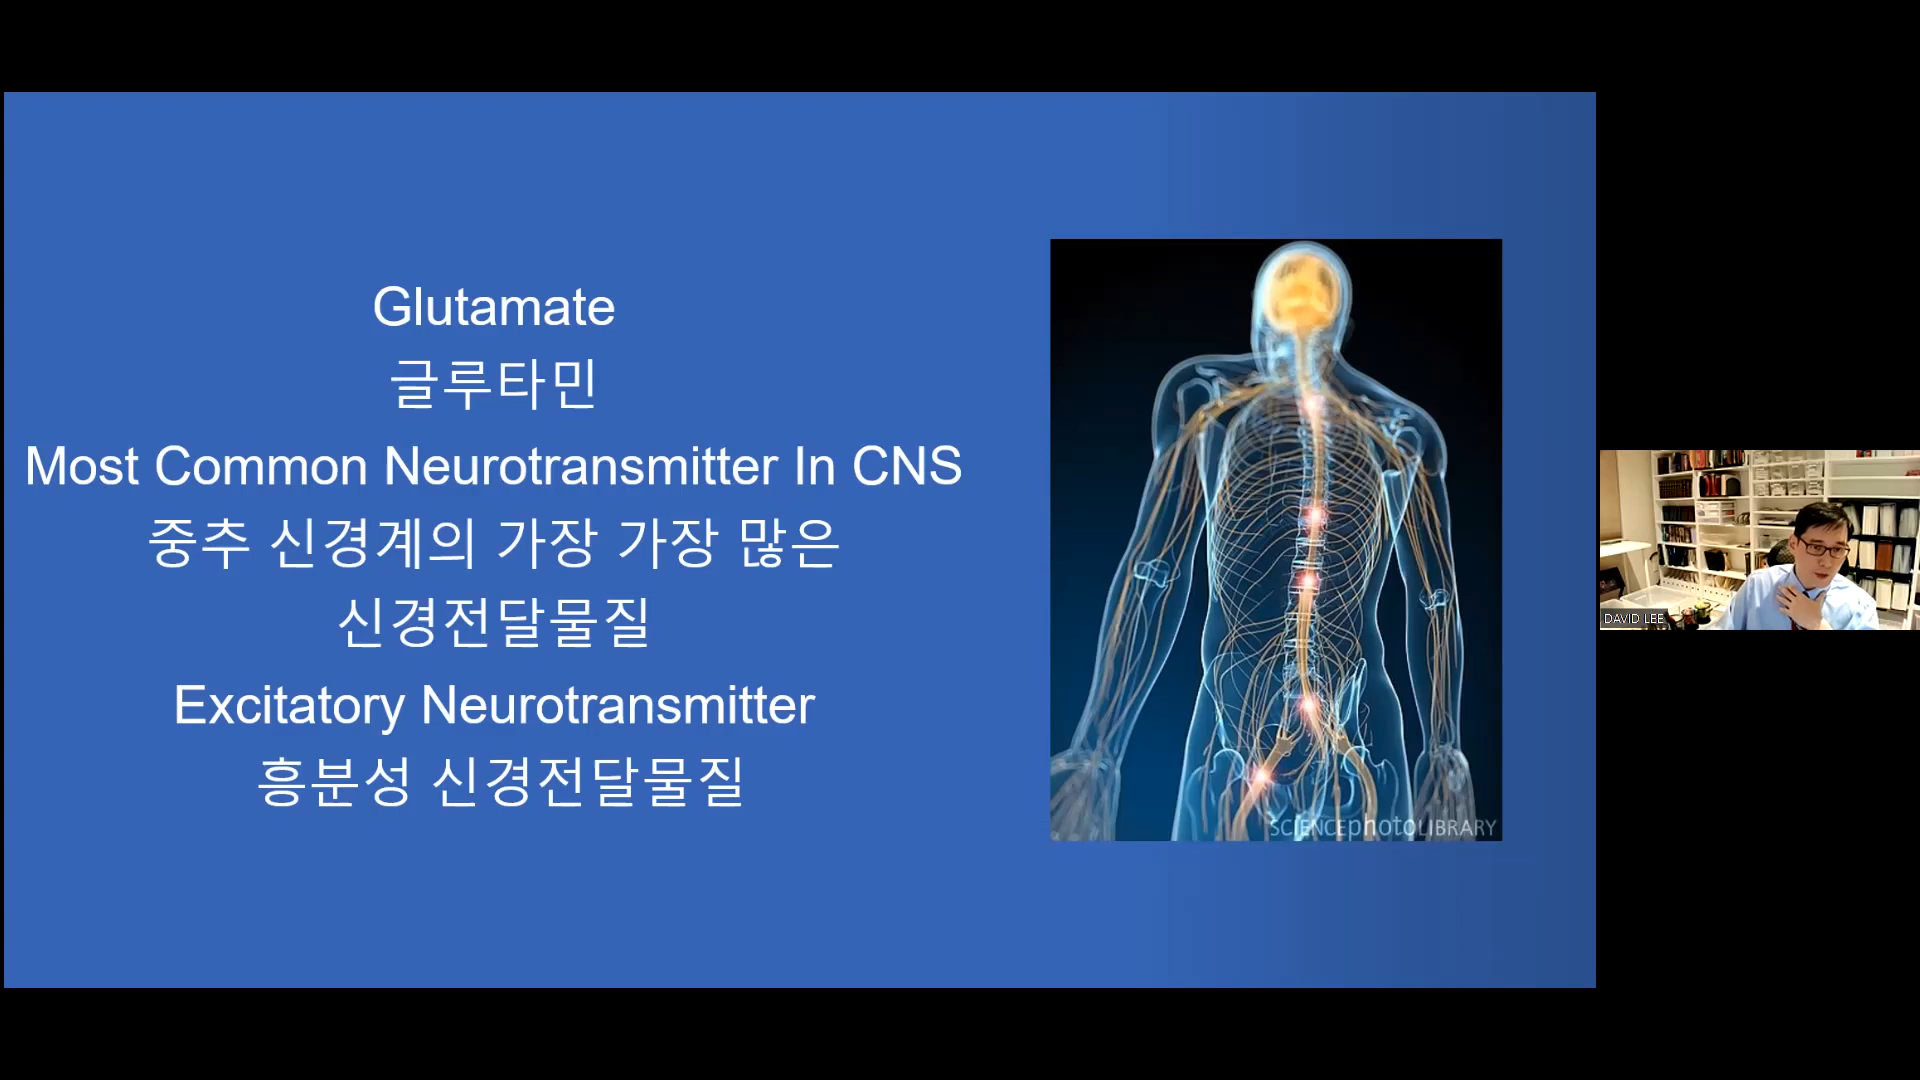 Glutamate
글루타민
Most Common Neurotransmitter In CNS
중추 신경계의 가장 가장 많은
신경전달물질
Excitatory Neurotransmitter
흥분성 신경전달물질
SCIENCEphotoLIBRARY
DAVID LEE